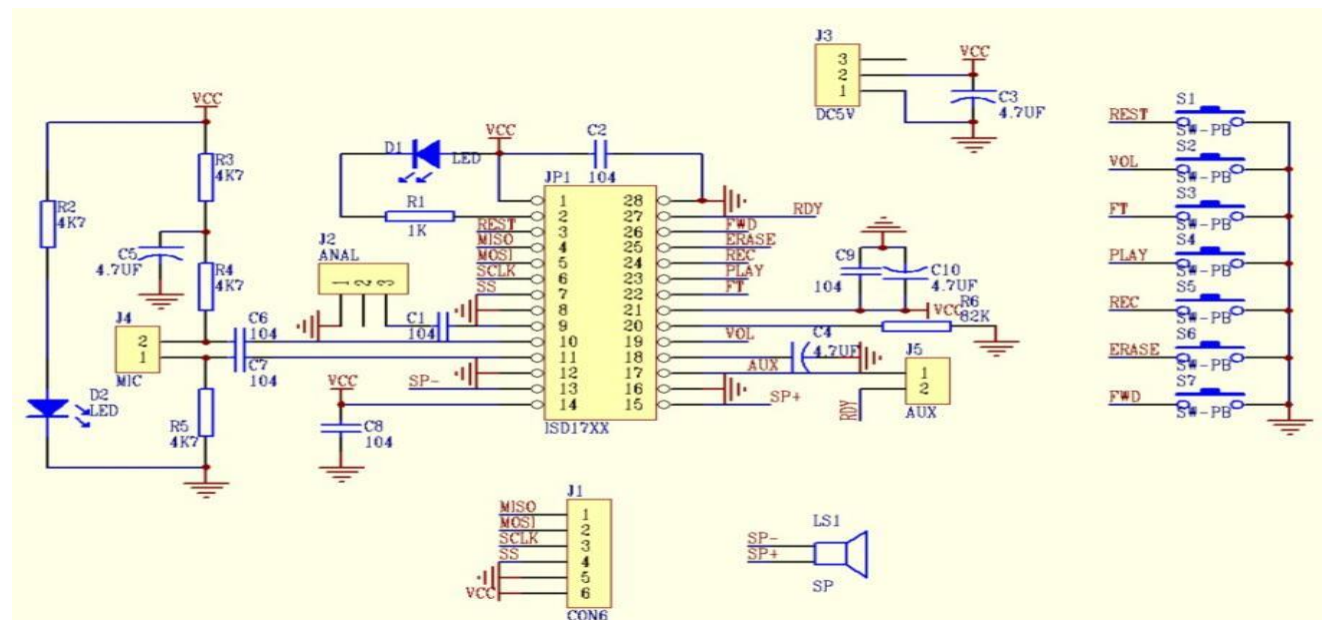 J3
VCC
3
2
1
C3
4.7UF
DC5V
VCC
R3
4K7
R2
4K7
C5
4.7UF
R4
4K7
J4
2
1
MIC
C6
104
C7
104
D2
LED
R5
4K7
VCC
D1
LED
C2
104
R1
1K
J2
ANAL
1
2
3
C1
104
REST
MISO
MOSI
SCLK
SS
SP-
VCC
C8
104
JP1
1
2
3
4
5
6
7
8
9
10
11
12
13
14
28
27
26
25
24
23
22
21
20
19
18
17
16
15
ISD17XX
RDY
FWD
ERASE
REC
PLAY
FT
C9
104
C10
4.7UF
VCC
R6
82K
VOL
C4
4.7UF
AUX
SP+
J5
1
2
RDY
AUX
S1
REST
SW-PB
S2
VOL
SW-PB
S3
FT
SW-PB
S4
PLAY
SW-PB
S5
REC
SW-PB
S6
ERASE
SW-PB
S7
FWD
SW-PB
J1
MISO
1
MOSI
2
SCLK
3
SS
4
5
VCC
6
CON6
LS1
SP-
SP+
SP